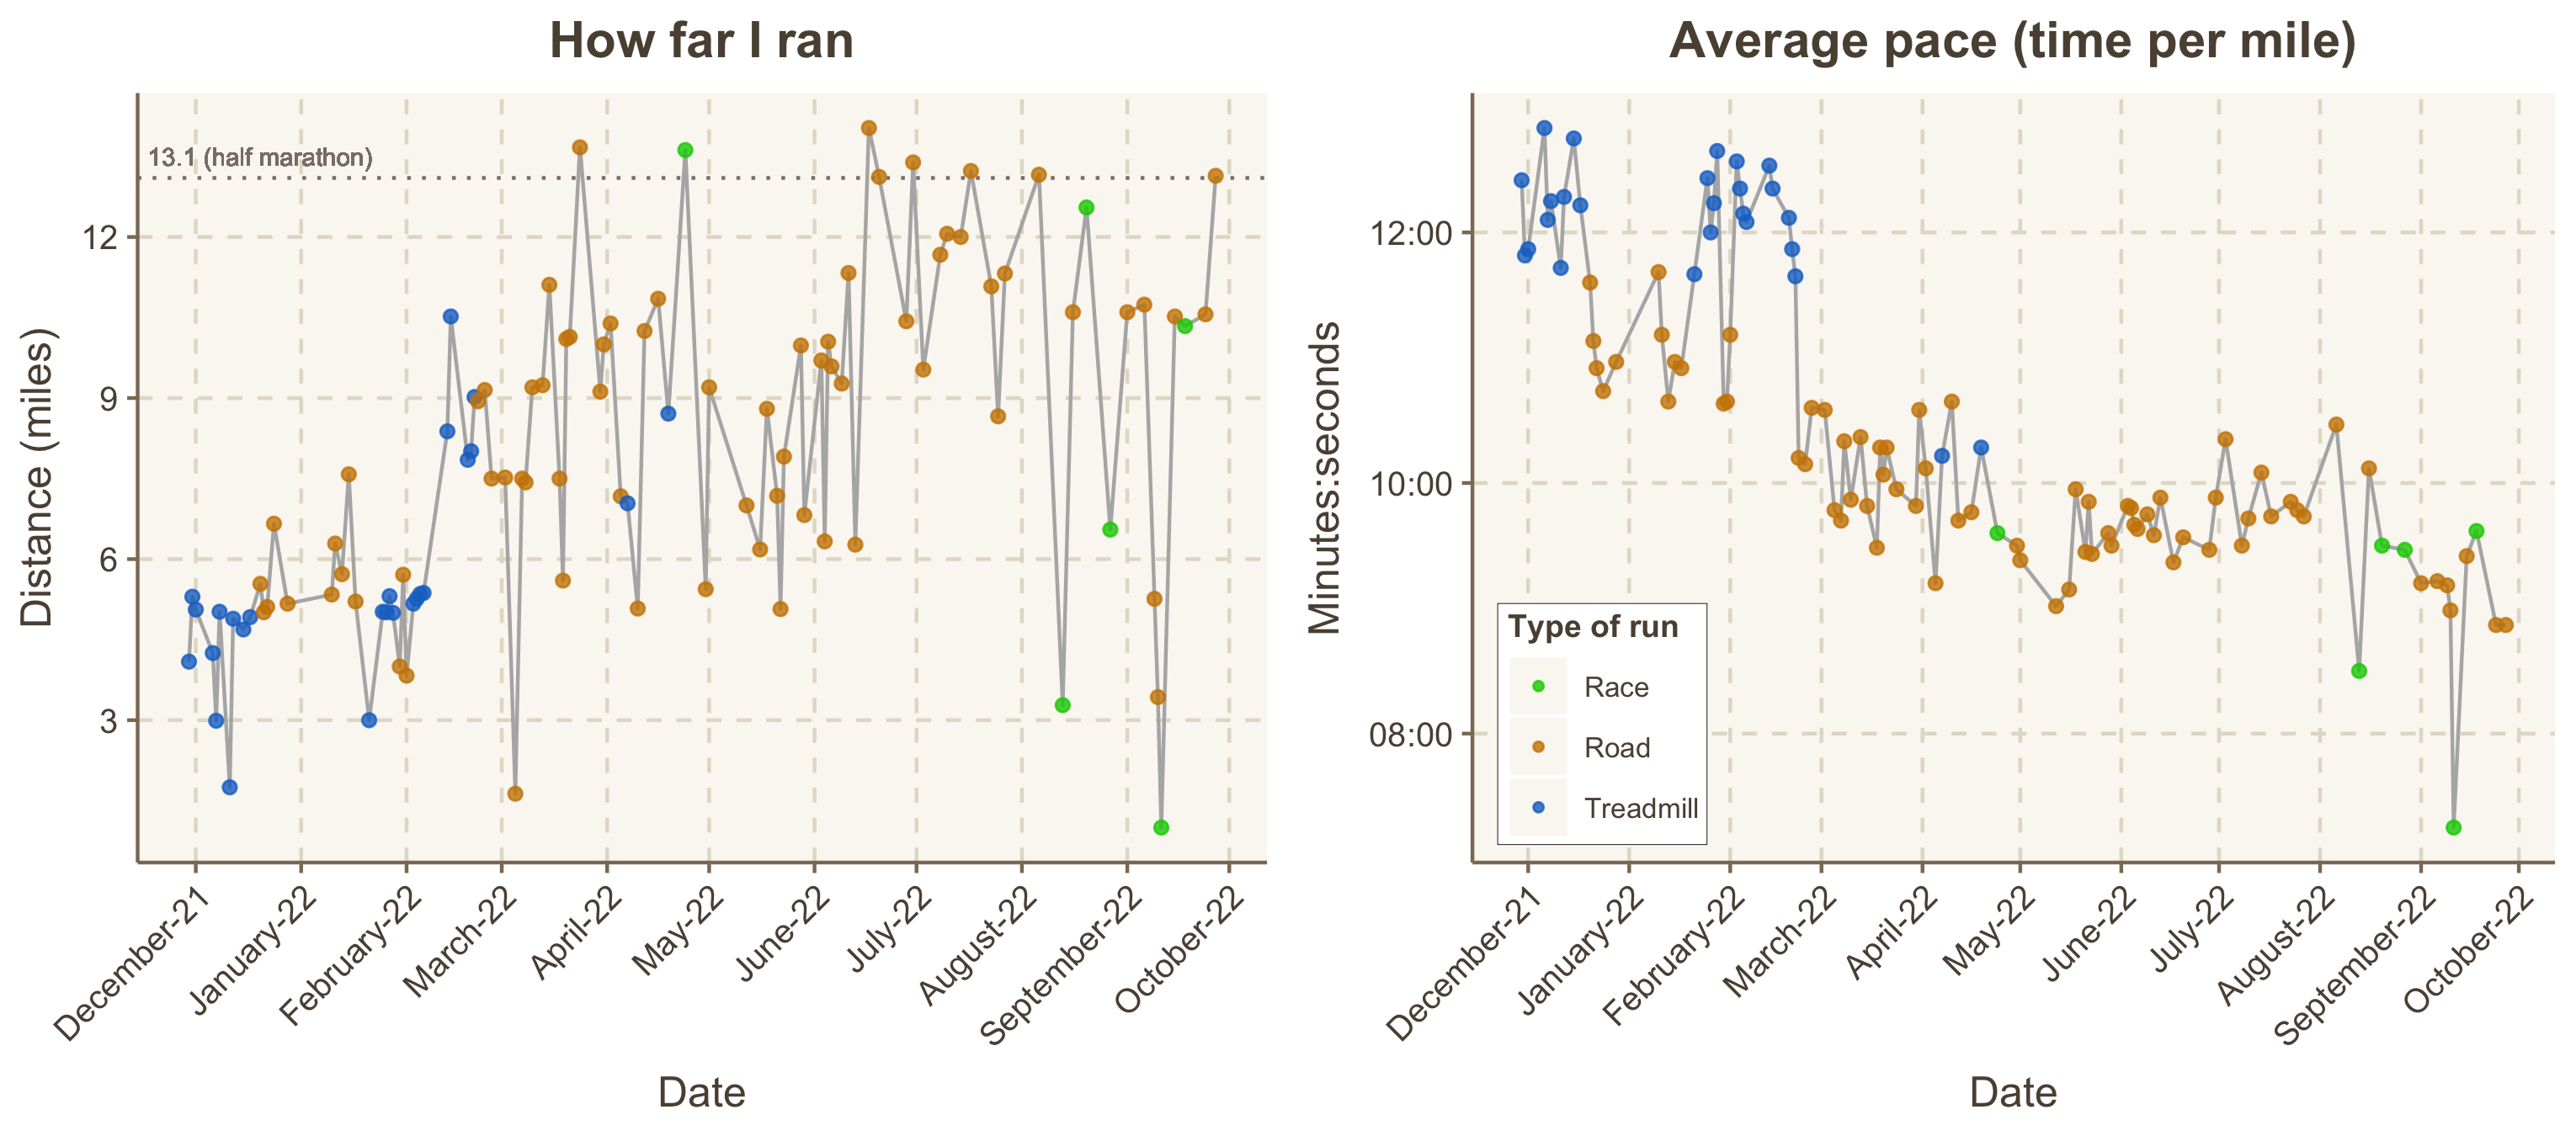 How far I ran
13.1 (half marathon)
12
9
6
3
Distance (miles)
December-21
January-22
February-22
March-22
April-22
May-22
June-22
July-22
August-22
September-22
October-22
Date
Average pace (time per mile)
12:00
10:00
08:00
Minutes:seconds
Type of run
Race
Road
Treadmill
December-21
January-22
February-22
March-22
April-22
May-22
June-22
July-22
August-22
September-22
October-22
Date